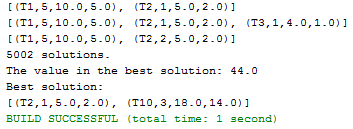 [(T1,5,10.0,5.0), (T2,1,5.0,2.0)]
[(T1,5,10.0,5.0), (T2,1,5.0,2.0), (T3,1,4.0,1.0)]
[(T1,5,10.0,5.0), (T2,2,5.0,2.0)]
5002 solutions.
The value in the best solution: 44.0
Best solution:
[(T2,1,5.0,2.0), (T10,3,18.0,14.0)]
BUILD SUCCESSFUL (total time: 1 second)